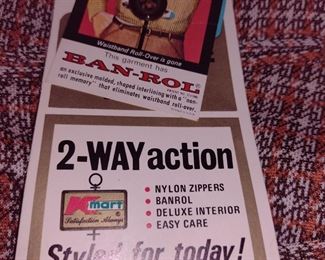 Waistband Roll-Over is gone
This garment has
BAN-ROL®
an exclusive molded, shaped interlining with a "non-
roll memory" that eliminates waistband roll-over.
2-WAY action
Kmart
Satisfaction Always
• NYLON ZIPPERS
• BANROL
• DELUXE INTERIOR
• EASY CARE
Styled for today!